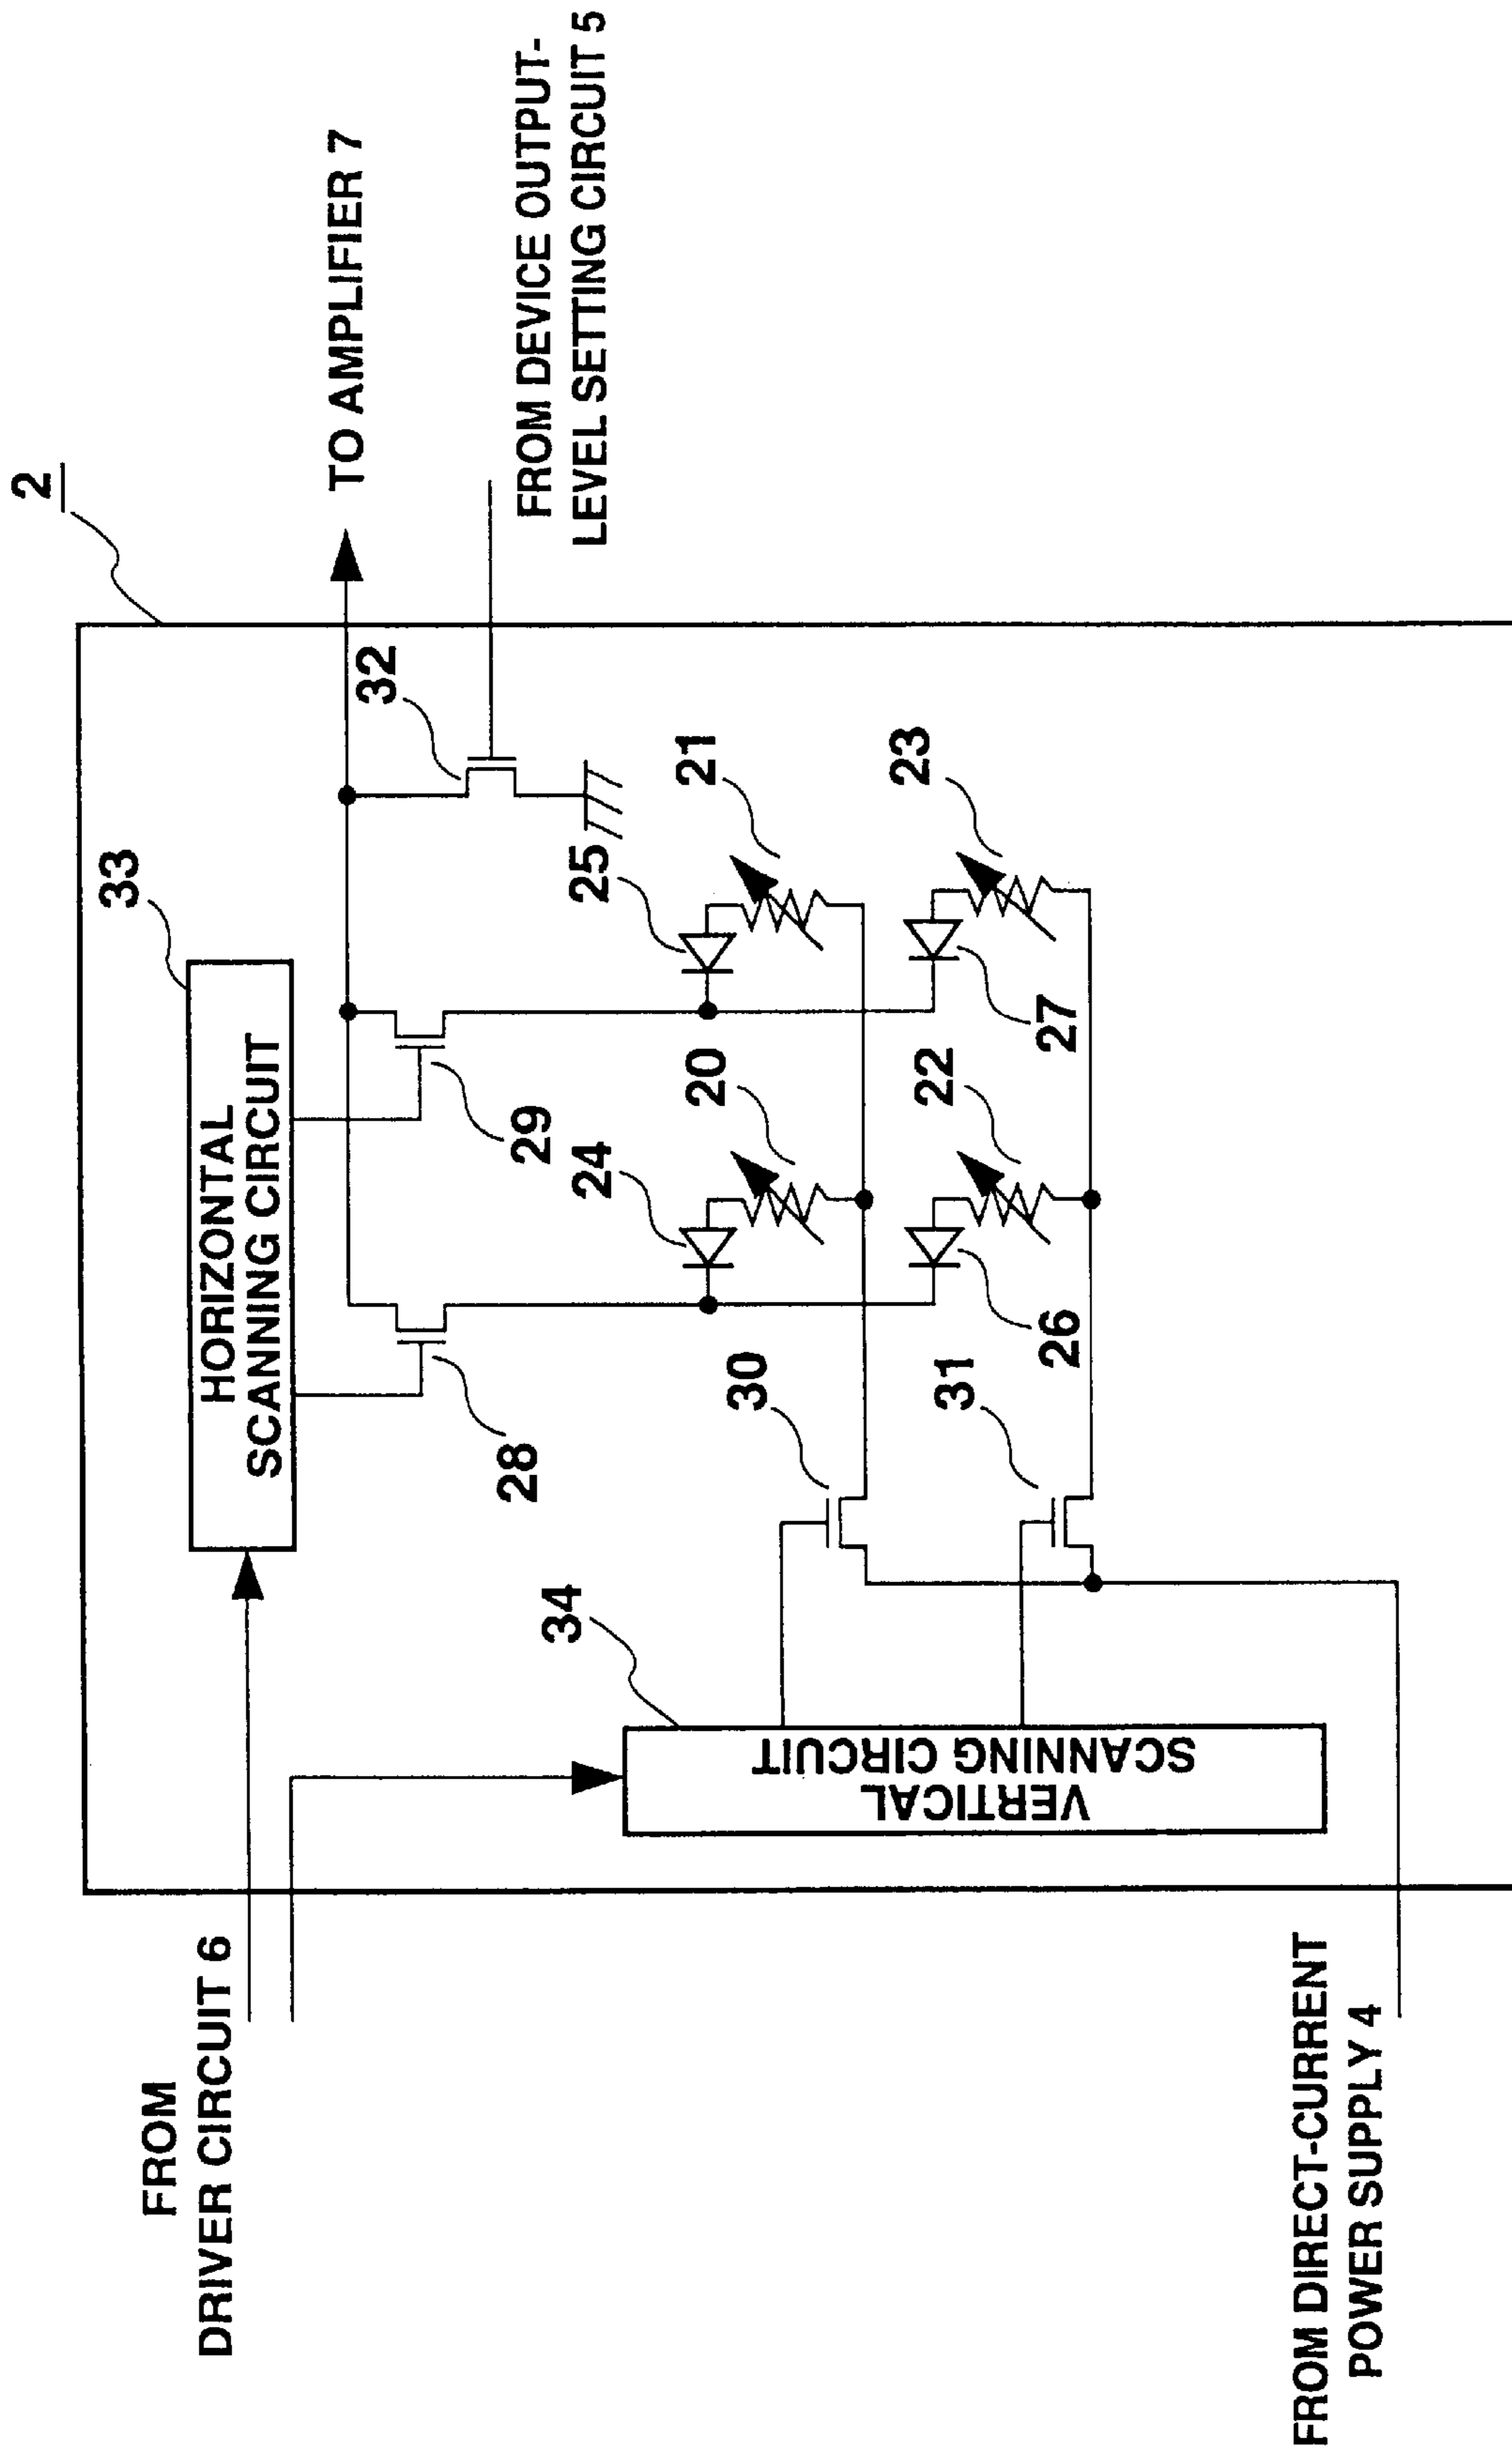 2
TO AMPLIFIER 7
FROM DEVICE OUTPUT-
LEVEL SETTING CIRCUIT 5
33
HORIZONTAL
SCANNING CIRCUIT
32
FROM
DRIVER CIRCUIT 6
28
29
34
VERTICAL
SCANNING CIRCUIT
24
20
25
21
30
26
22
27
23
31
FROM DIRECT-CURRENT
POWER SUPPLY 4